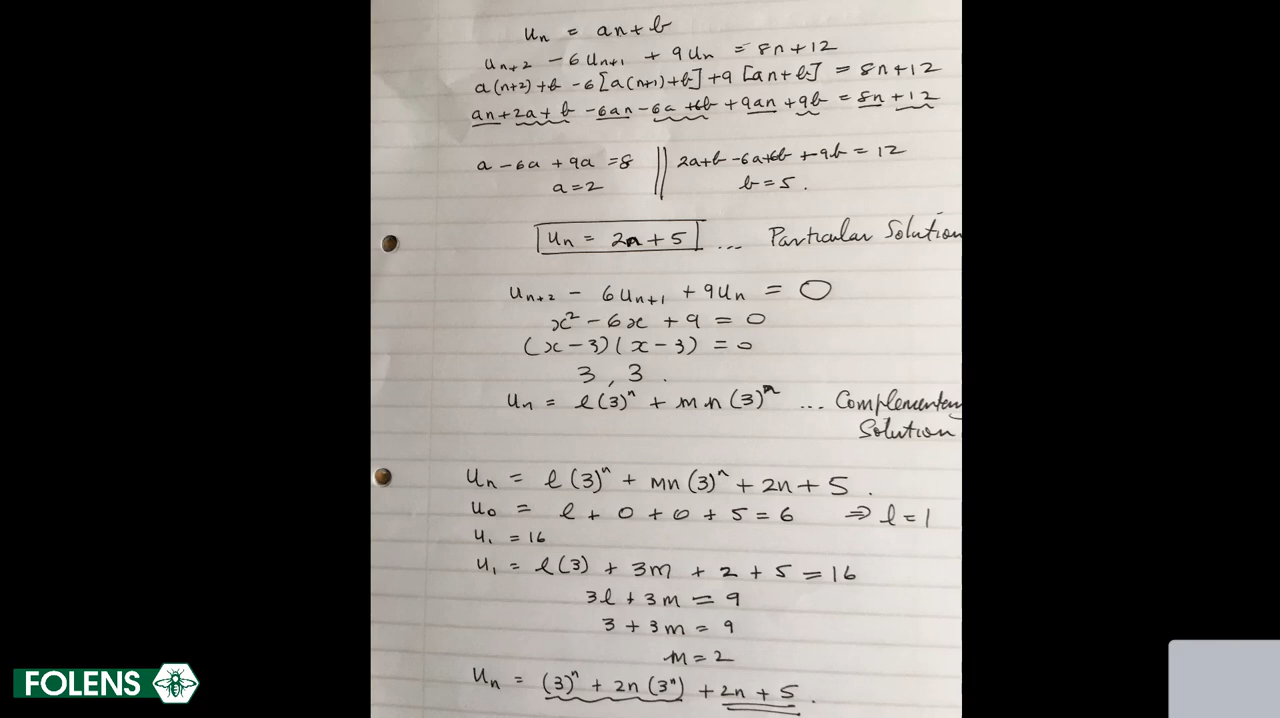 uₙ = an + b
uₙ₊₂ - 6uₙ₊₁ + 9uₙ = 8n + 12
a(n+2) + b - 6[a(n+1) + b] + 9[an + b] = 8n + 12
an + 2a + b - 6an - 6a + 6b + 9an + 9b = 8n + 12
a - 6a + 9a = 8 || 2a + b - 6a + 6b + 9b = 12
a = 2 || b = 5.
uₙ = 2n + 5 ... Particular Solution
uₙ₊₂ - 6uₙ₊₁ + 9uₙ = 0
x² - 6x + 9 = 0
(x - 3)(x - 3) = 0
3, 3.
uₙ = l(3)ⁿ + mn(3)ⁿ ... Complementary
Solution
uₙ = l(3)ⁿ + mn(3)ⁿ + 2n + 5.
u₀ = l + 0 + 0 + 5 = 6 ⇒ l = 1
u₁ = 16
u₁ = l(3) + 3m + 2 + 5 = 16
3l + 3m = 9
3 + 3m = 9
m = 2
uₙ = (3)ⁿ + 2n(3ⁿ) + 2n + 5.
FOLENS